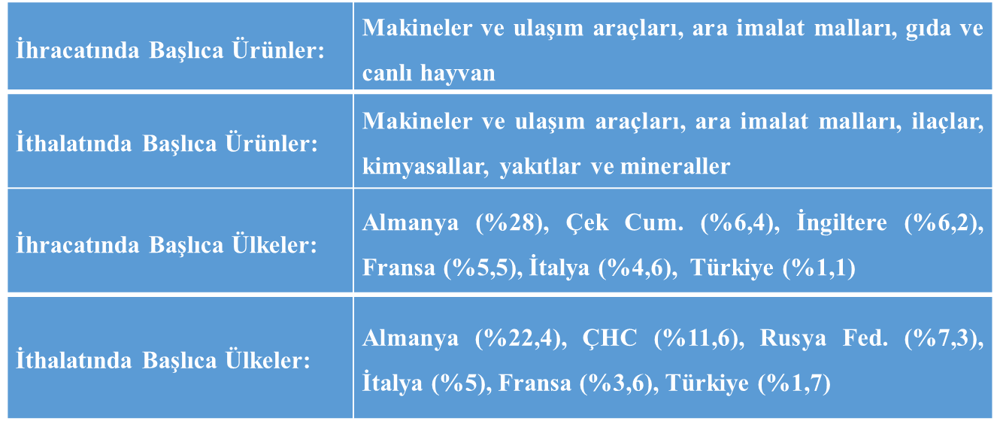 İhracatında Başlıca Ürünler:
Makineler ve ulaşım araçları, ara imalat malları, gıda ve
canlı hayvan
İthalatında Başlıca Ürünler:
Makineler ve ulaşım araçları, ara imalat malları, ilaçlar,
kimyasallar, yakıtlar ve mineraller
İhracatında Başlıca Ülkeler:
Almanya (%28), Çek Cum. (%6,4), İngiltere (%6,2),
Fransa (%5,5), İtalya (%4,6), Türkiye (%1,1)
İthalatında Başlıca Ülkeler:
Almanya (%22,4), ÇHC (%11,6), Rusya Fed. (%7,3),
İtalya (%5), Fransa (%3,6), Türkiye (%1,7)